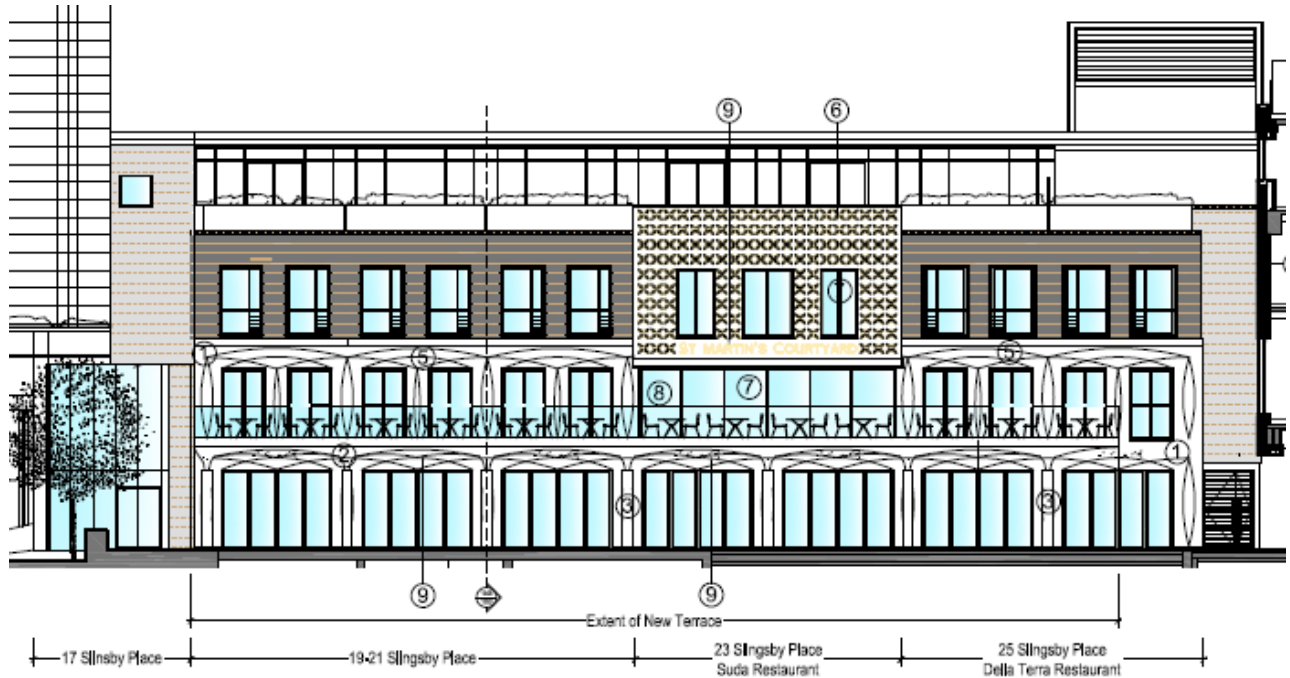 9
6
7
ST MARTIN'S COURTYARD
1
5
5
8
7
2
1
3
3
9
9
Extent of New Terrace
17 Slinsby Place
19-21 Slingsby Place
23 Slingsby Place
Suda Restaurant
25 Slingsby Place
Della Terra Restaurant